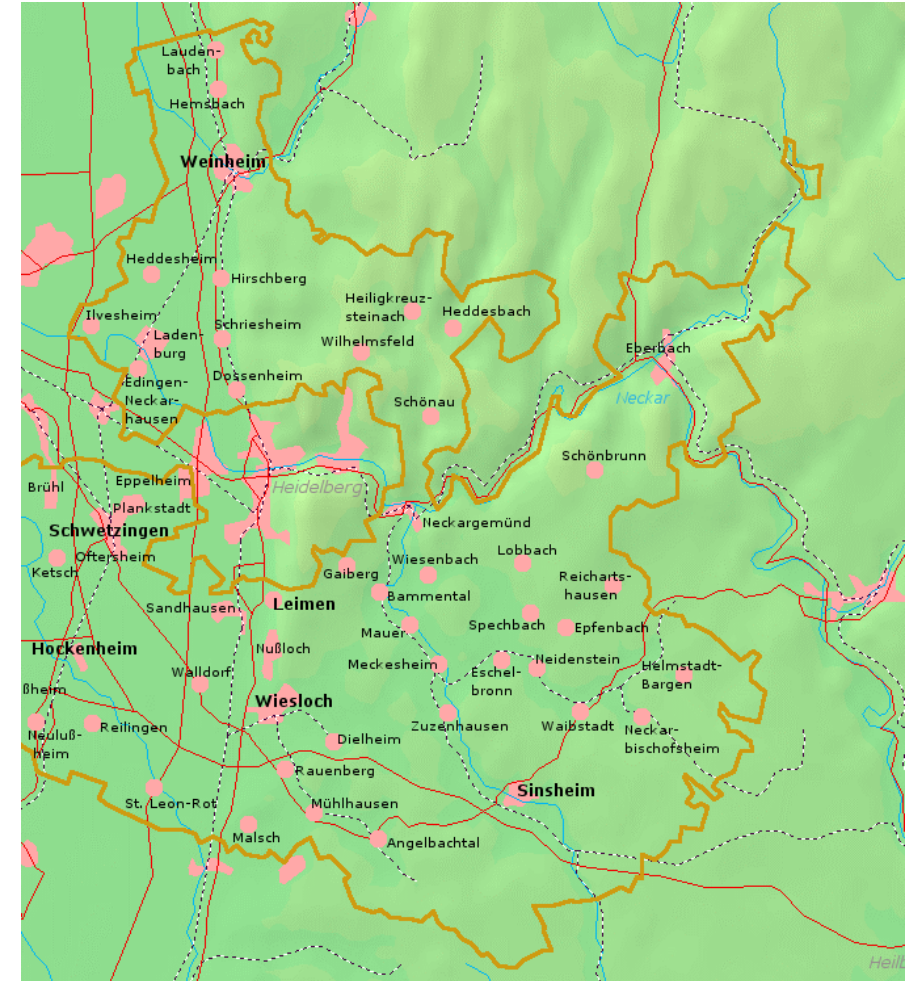 Lauden-
bach
Hemsbach
Weinheim
Heddesheim
Hirschberg
Heiligkreuz-
steinach
Heddesbach
Ilvesheim
Schriesheim
Laden-
burg
Wilhelmsfeld
Eberbach
Edingen-
Neckar-
hausen
Dossenheim
Neckar
Schönau
Schönbrunn
Brühl
Eppelheim
Heidelberg
Plankstadt
Schwetzingen
Neckargemünd
Oftersheim
Ketsch
Wiesenbach
Lobbach
Gaiberg
Reicharts-
hausen
Bammental
Sandhausen
Leimen
Spechbach
Epfenbach
Mauer
Hockenheim
Nußloch
Meckesheim
Eschel-
bronn
Neidenstein
Helmstadt-
Bargen
Walldorf
ßheim
Wiesloch
Neuluß-
heim
Reilingen
Zuzenhausen
Waibstadt
Neckar-
bischofsheim
Dielheim
Rauenberg
St. Leon-Rot
Mühlhausen
Sinsheim
Malsch
Angelbachtal
Heilb